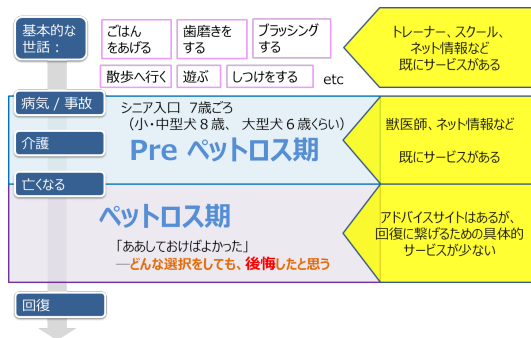 基本的な
世話：
ごはん
をあげる
歯磨きを
する
ブラッシング
する
散歩へ行く
遊ぶ
しつけをする
etc
トレーナー、スクール、
ネット情報など
既にサービスがある
病気 / 事故
シニア入口 7歳ごろ
（小・中型犬８歳、 大型犬６歳くらい）
介護
Pre ペットロス期
獣医師、ネット情報など
既にサービスがある
亡くなる
ペットロス期
「ああしておけばよかった」
―どんな選択をしても、後悔したと思う
アドバイスサイトはあるが、
回復に繋げるための具体的
サービスが少ない
回復